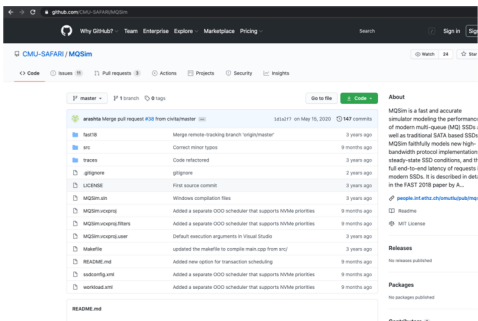 github.com/CMU-SAFARI/MQSim
Why GitHub? Team Enterprise Explore Marketplace Pricing Search Sign in Sign
CMU-SAFARI / MQSim Watch 24 Star
Code Issues 11 Pull requests 3 Actions Projects Security Insights
master 1 branch 0 tags Go to file Code
arashta Merge pull request #38 from on May 15, 2020 147 commits
fast18 Merge remote-tracking branch 'origin/master' 3 years ago
src Correct minor typos 9 months ago
traces Code refactored 3 years ago
.gitignore gitignore 2 years ago
LICENSE First source commit 3 years ago
MQSim.sln Windows compilation files 3 years ago
MQSim.vcxproj Added a separate OOO scheduler that supports NVMe priorities 9 months ago
MQSim.vcxproj.filters Added a separate OOO scheduler that supports NVMe priorities 9 months ago
MQSim.vcxproj.user Default execution arguments in Visual Studio 3 years ago
Makefile updated the makefile to compile main.cpp from src/ 3 years ago
README.md Added new option for transaction scheduling 9 months ago
ssdconfig.xml Added a separate OOO scheduler that supports NVMe priorities 9 months ago
workload.xml Added a separate OOO scheduler that supports NVMe priorities 9 months ago
README.md
About
MQSim is a fast and accurate
simulator modeling the performance
of modern multi-queue (MQ) SSDs
well as traditional SATA based SSDs
MQSim faithfully models new high-
bandwidth protocol implementations
steady-state SSD conditions, and th
full end-to-end latency of requests i
modern SSDs. It is described in deta
in the FAST 2018 paper by A...
people.inf.ethz.ch/omutlu/pub/mqs
Readme
MIT License
Releases
No releases published
Packages
No packages published